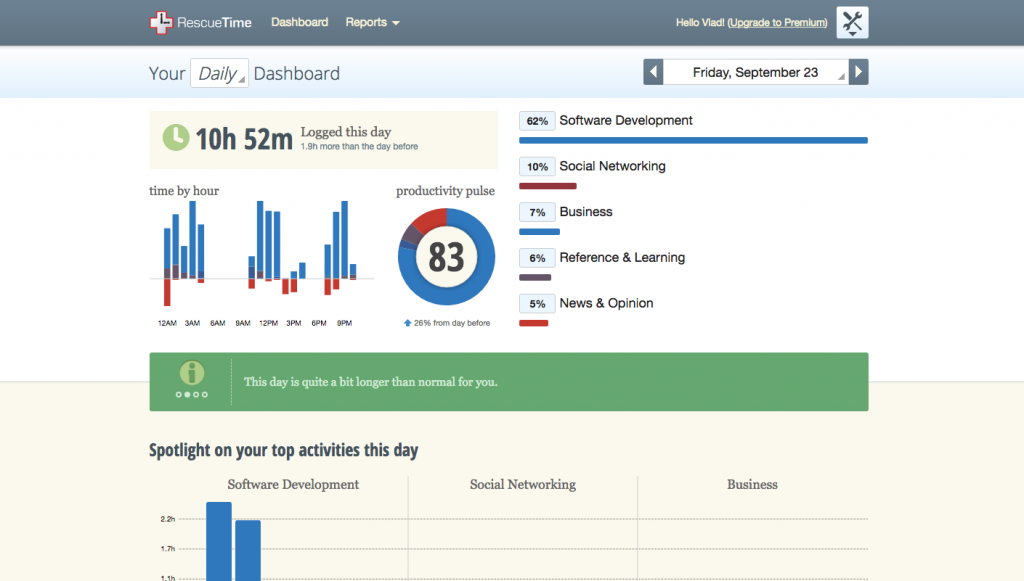 RescueTime Dashboard Reports Hello Vlad! (Upgrade to Premium)
Your Daily Dashboard
Friday, September 23
10h 52m Logged this day
1.9h more than the day before
time by hour
12AM 3AM 6AM 9AM 12PM 3PM 6PM 9PM
productivity pulse
83
26% from day before
62% Software Development
10% Social Networking
7% Business
6% Reference & Learning
5% News & Opinion
This day is quite a bit longer than normal for you.
Spotlight on your top activities this day
Software Development Social Networking Business
2.2h
1.7h
1.1h